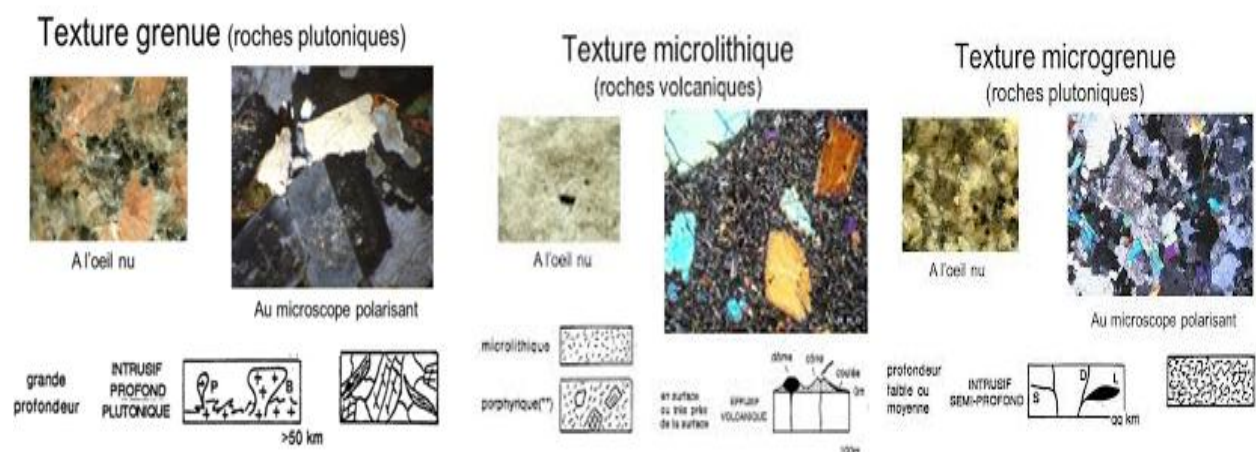 Texture grenue (roches plutoniques)
A l'oeil nu
Au microscope polarisant
grande
profondeur
INTRUSIF
PROFOND
PLUTONIQUE
P
B
>50 km
Texture microlithique
(roches volcaniques)
A l'oeil nu
microlithique
porphyrique(**)
en surface
ou très près
de la surface
EFFUSIF
VOLCANIQUE
dôme
cône
coulée
0m
Texture microgrenue
(roches plutoniques)
A l'oeil nu
Au microscope polarisant
profondeur
faible ou
moyenne
INTRUSIF
SEMI-PROFOND
S
D
L
km